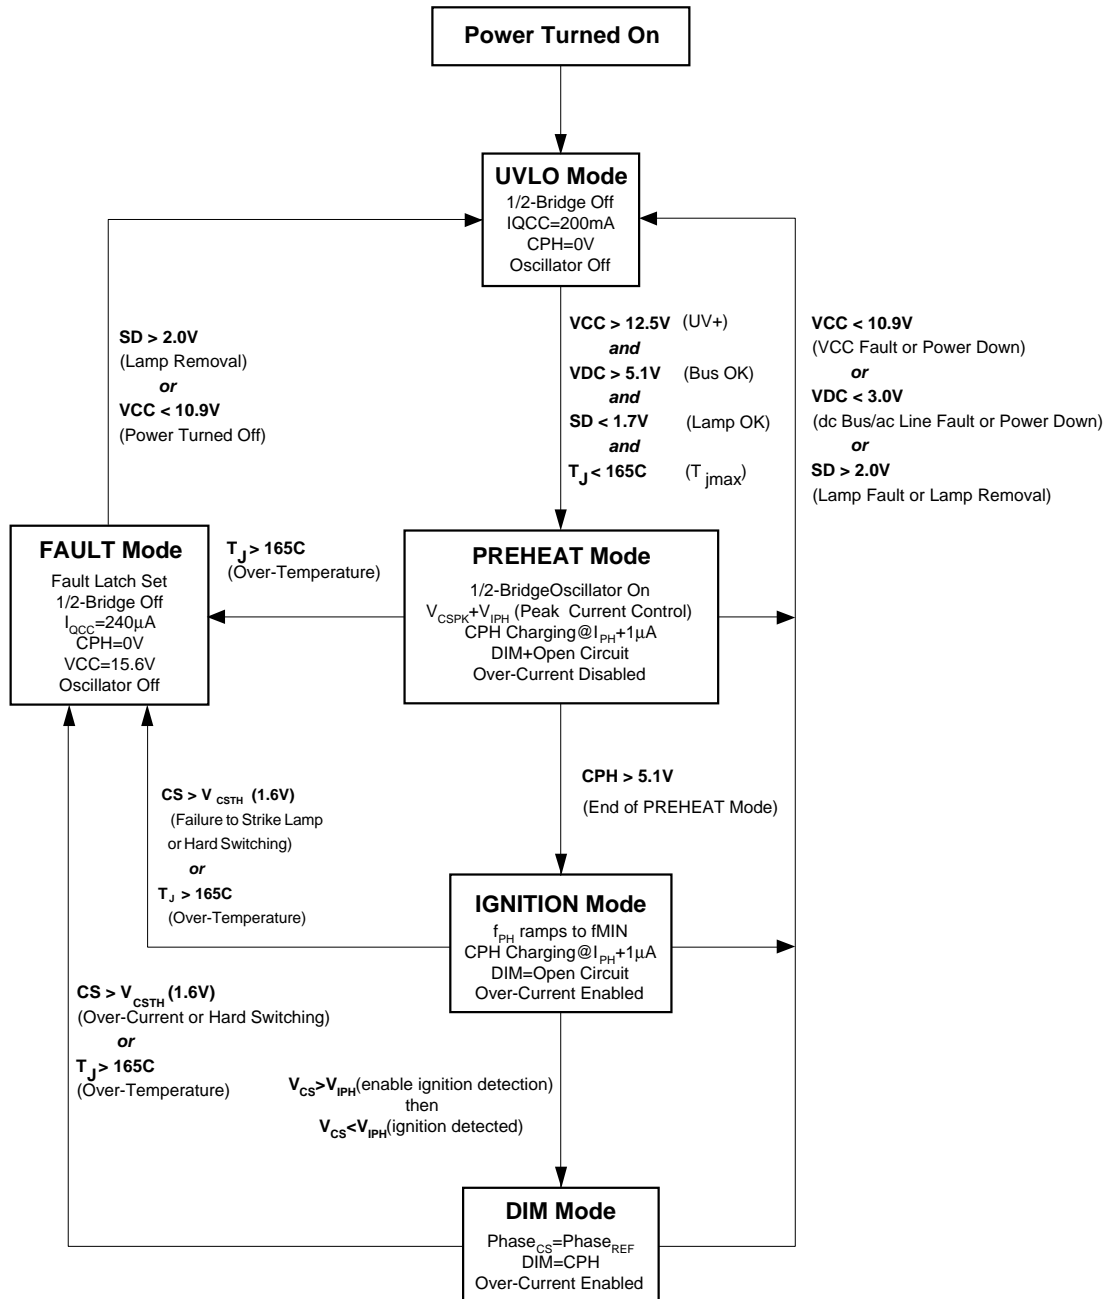 Power Turned On
UVLO Mode
1/2-Bridge Off
IQCC=200mA
CPH=0V
Oscillator Off
SD > 2.0V
(Lamp Removal)
or
VCC < 10.9V
(Power Turned Off)
VCC > 12.5V (UV+)
and
VDC > 5.1V (Bus OK)
and
SD < 1.7V (Lamp OK)
and
TJ < 165C (Tjmax)
VCC < 10.9V
(VCC Fault or Power Down)
or
VDC < 3.0V
(dc Bus/ac Line Fault or Power Down)
or
SD > 2.0V
(Lamp Fault or Lamp Removal)
FAULT Mode
Fault Latch Set
1/2-Bridge Off
IQCC=240µA
CPH=0V
VCC=15.6V
Oscillator Off
TJ > 165C
(Over-Temperature)
PREHEAT Mode
1/2-BridgeOscillator On
VCSPK+VIPH (Peak Current Control)
CPH Charging@IPH+1µA
DIM+Open Circuit
Over-Current Disabled
CPH > 5.1V
(End of PREHEAT Mode)
CS > VCSTH (1.6V)
(Failure to Strike Lamp
or Hard Switching)
or
TJ > 165C
(Over-Temperature)
IGNITION Mode
fPH ramps to fMIN
CPH Charging@IPH+1µA
DIM=Open Circuit
Over-Current Enabled
CS > VCSTH (1.6V)
(Over-Current or Hard Switching)
or
TJ > 165C
(Over-Temperature)
VCS>VIPH(enable ignition detection)
then
VCS<VIPH(ignition detected)
DIM Mode
PhaseCS=PhaseREF
DIM=CPH
Over-Current Enabled